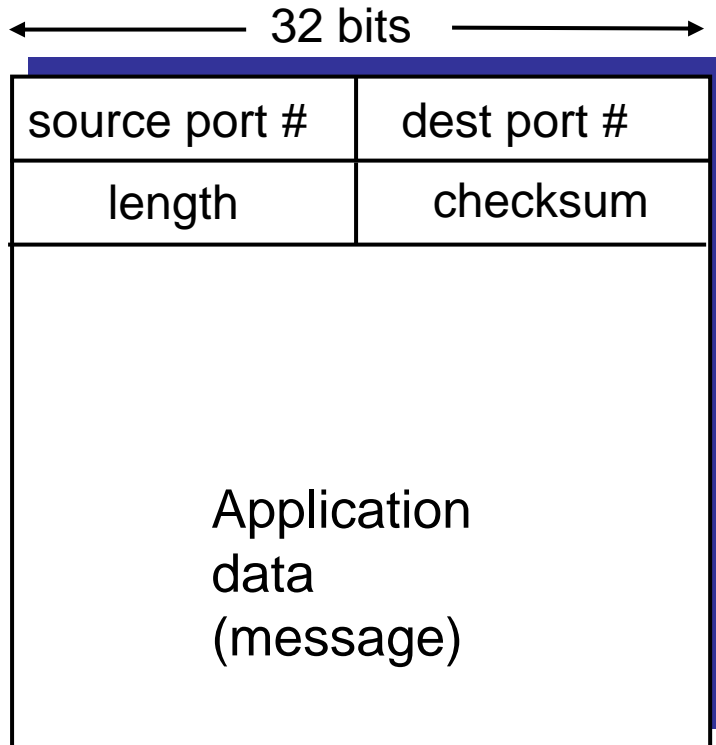 32 bits
source port # dest port #
length checksum
Application
data
(message)